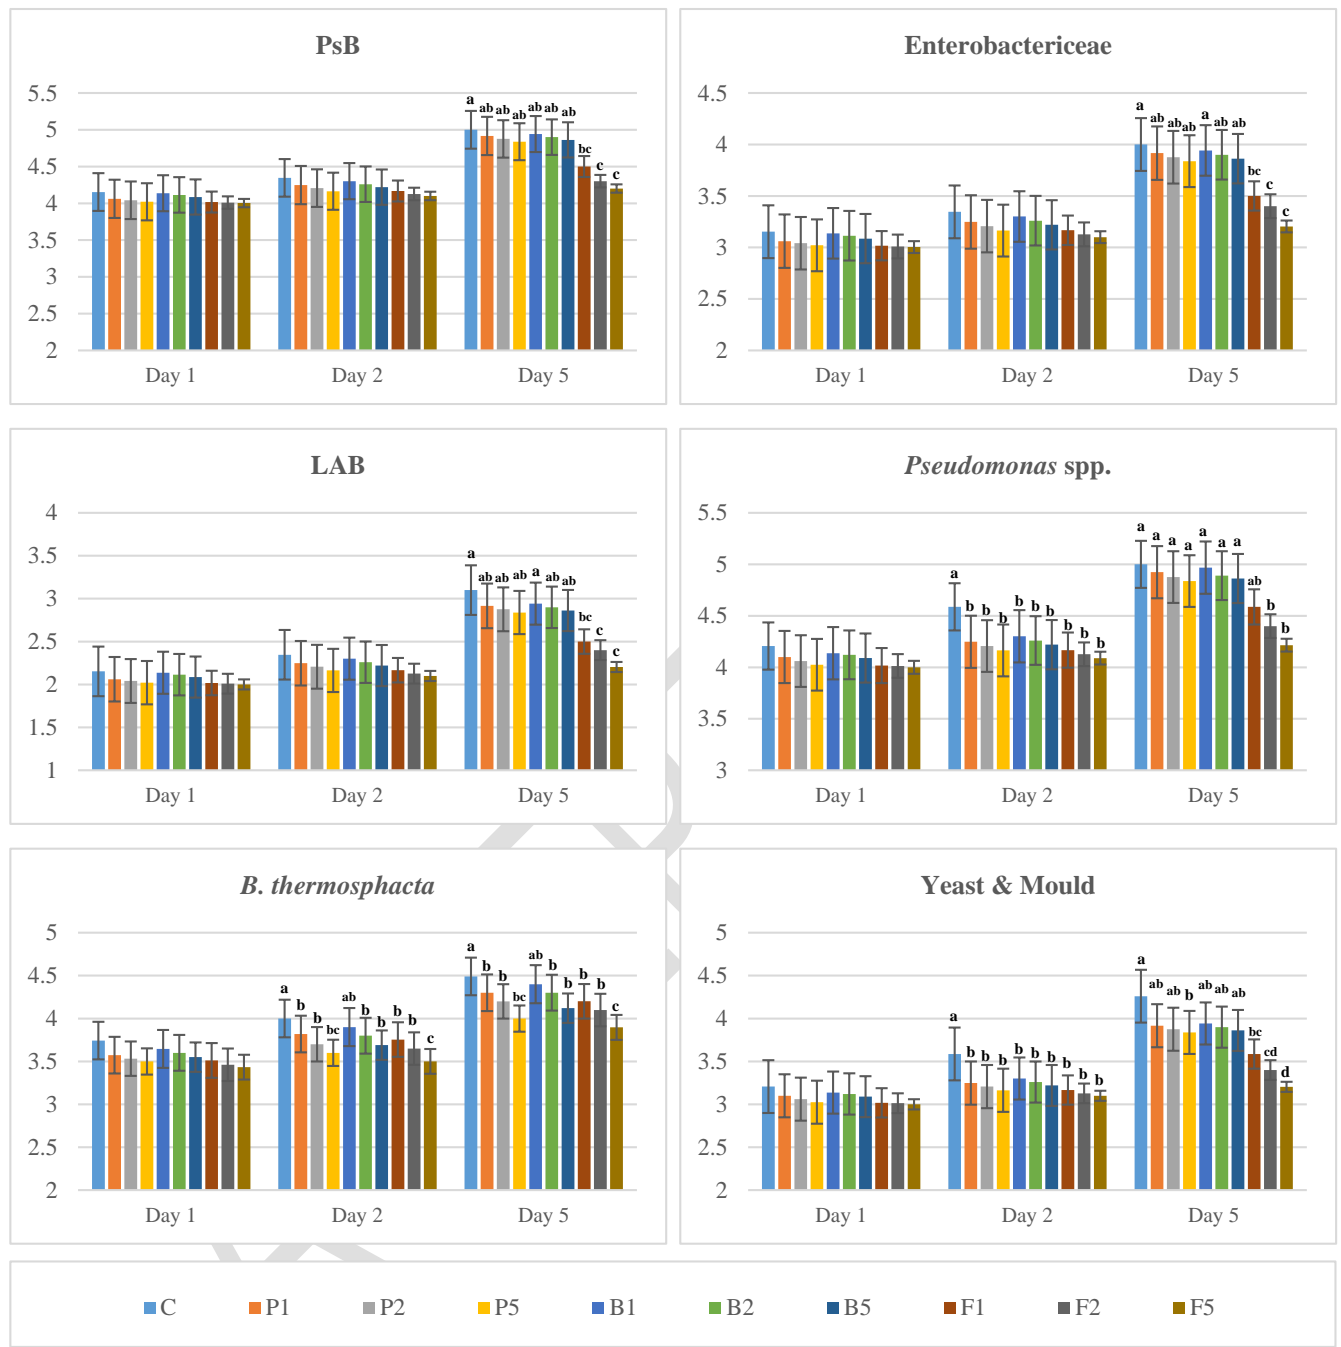 PsB
5.5
5
4.5
4
3.5
3
2.5
2
a ab ab ab ab ab ab bc c c
Day 1 Day 2 Day 5
Enterobactericeae
4.5
4
3.5
3
2.5
2
a ab ab ab a ab ab bc c c
Day 1 Day 2 Day 5
LAB
4
3.5
3
2.5
2
1.5
1
a ab ab ab a ab ab bc c c
Day 1 Day 2 Day 5
Pseudomonas spp.
5.5
5
4.5
4
3.5
3
a b b b b b b b b b
a a a a a a a ab b b
Day 1 Day 2 Day 5
B. thermosphacta
5
4.5
4
3.5
3
2.5
2
a b b bc ab b b b b c
a b b bc ab b b b b c
Day 1 Day 2 Day 5
Yeast & Mould
5
4.5
4
3.5
3
2.5
2
a b b b b b b b b b
a ab ab b ab ab ab bc cd d
Day 1 Day 2 Day 5
C P1 P2 P5 B1 B2 B5 F1 F2 F5